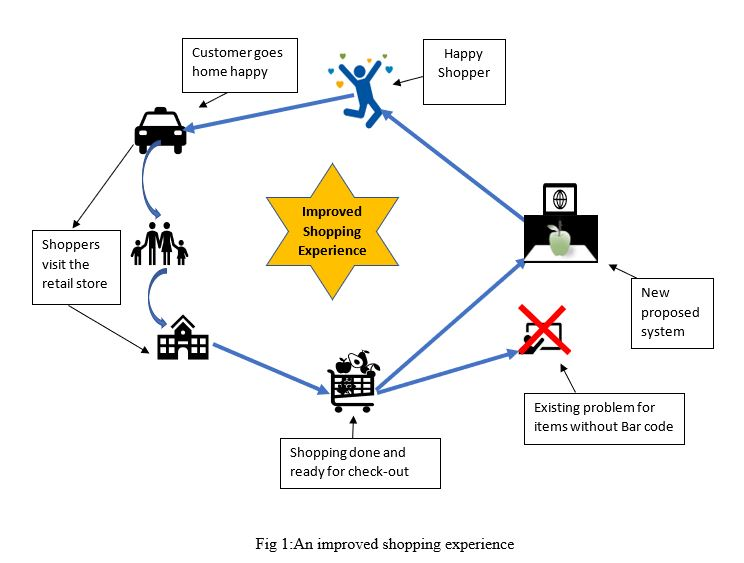 Customer goes
home happy
Happy
Shopper
Improved
Shopping
Experience
Shoppers
visit the
retail store
New
proposed
system
Existing problem for
items without Bar code
Shopping done and
ready for check-out
Fig 1:An improved shopping experience